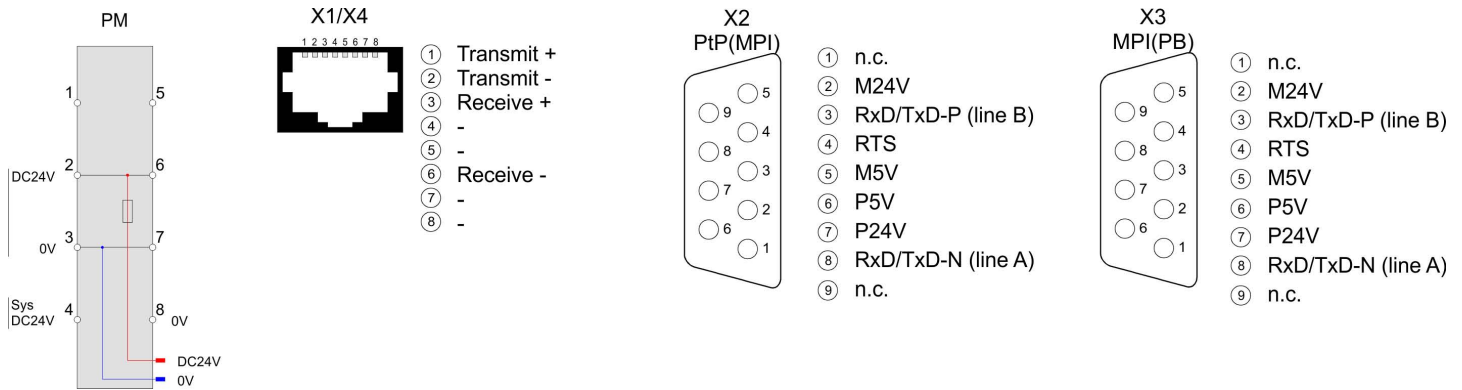 PM
1
5
2
6
DC24V
3
7
0V
Sys
DC24V
4
8
0V
DC24V
0V
X1/X4
1 2 3 4 5 6 7 8
1 Transmit +
2 Transmit -
3 Receive +
4 -
5 -
6 Receive -
7 -
8 -
X2
PtP(MPI)
5
9
4
8
3
7
2
6
1
1 n.c.
2 M24V
3 RxD/TxD-P (line B)
4 RTS
5 M5V
6 P5V
7 P24V
8 RxD/TxD-N (line A)
9 n.c.
X3
MPI(PB)
5
9
4
8
3
7
2
6
1
1 n.c.
2 M24V
3 RxD/TxD-P (line B)
4 RTS
5 M5V
6 P5V
7 P24V
8 RxD/TxD-N (line A)
9 n.c.